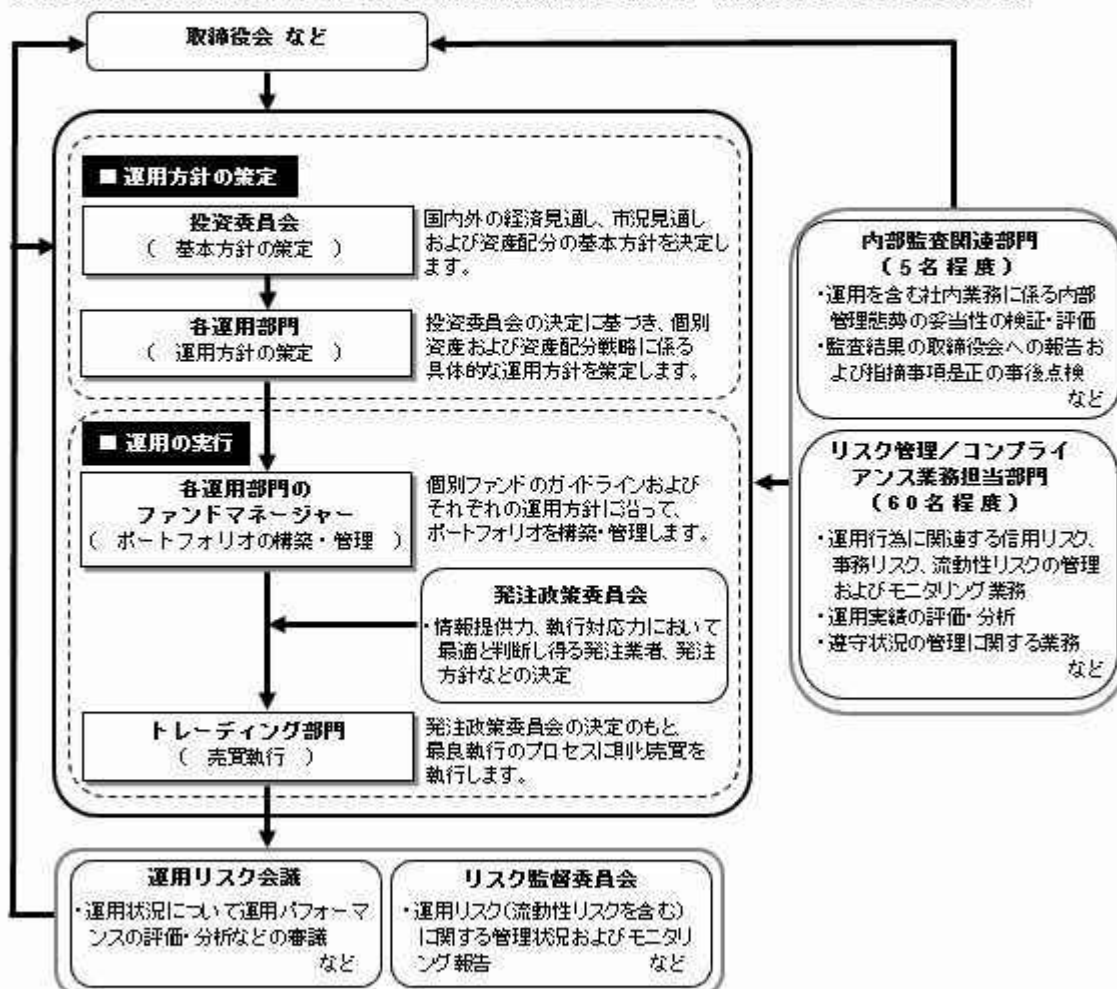 取締役会 など
■ 運用方針の策定
投資委員会
( 基本方針の策定 )
国内外の経済見通し、市況見通し
および資産配分の基本方針を決定し
ます。
各運用部門
( 運用方針の策定 )
投資委員会の決定に基づき、個別
資産および資産配分戦略に係る
具体的な運用方針を策定します。
■ 運用の実行
各運用部門の
ファンドマネージャー
( ポートフォリオの構築・管理 )
個別ファンドのガイドラインおよび
それぞれの運用方針に沿って、
ポートフォリオを構築・管理します。
発注政策委員会
・情報提供力、執行対応力において
最適と判断し得る発注業者、発注
方針などの決定
トレーディング部門
( 売買執行 )
発注政策委員会の決定のもと、
最良執行のプロセスに則り売買を
執行します。
内部監査関連部門
(5名程度)
・運用を含む社内業務に係る内部
管理態勢の妥当性の検証・評価
・監査結果の取締役会への報告お
よび指摘事項是正の事後点検
など
リスク管理/コンプライ
アンス業務担当部門
(60名程度)
・運用行為に関連する信用リスク、
事務リスク、流動性リスクの管理
およびモニタリング業務
・運用実績の評価・分析
・遵守状況の管理に関する業務
など
運用リスク会議
・運用状況について運用パフォーマ
ンスの評価・分析などの審議
など
リスク監督委員会
・運用リスク(流動性リスクを含む)
に関する管理状況およびモニタリ
ング報告 など